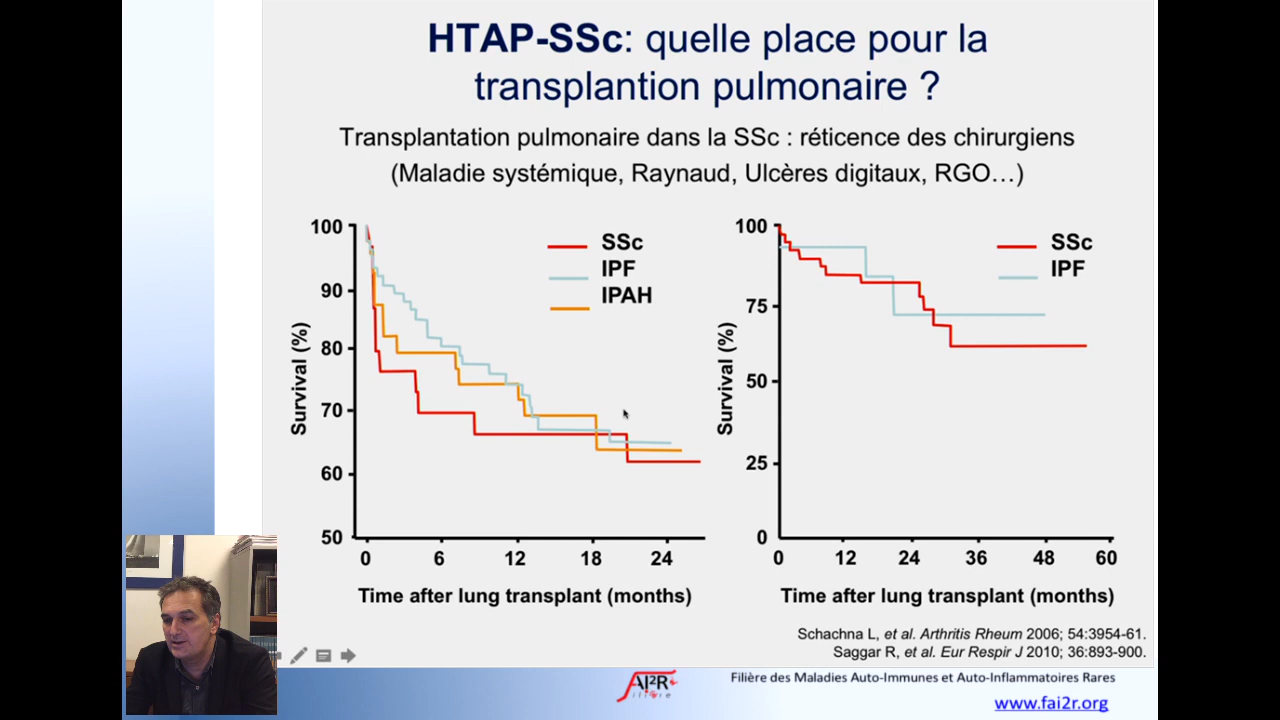 HTAP-SSc: quelle place pour la
transplantion pulmonaire ?
Transplantation pulmonaire dans la SSc : réticence des chirurgiens
(Maladie systémique, Raynaud, Ulcères digitaux, RGO…)
100
90
80
70
60
50
Survival (%)
SSc
IPF
IPAH
0 6 12 18 24
Time after lung transplant (months)
100
75
50
25
0
Survival (%)
SSc
IPF
0 12 24 36 48 60
Time after lung transplant (months)
Schachna L, et al. Arthritis Rheum 2006; 54:3954-61.
Saggar R, et al. Eur Respir J 2010; 36:893-900.
FAI²R
filière
Filière des Maladies Auto-Immunes et Auto-Inflammatoires Rares
www.fai2r.org